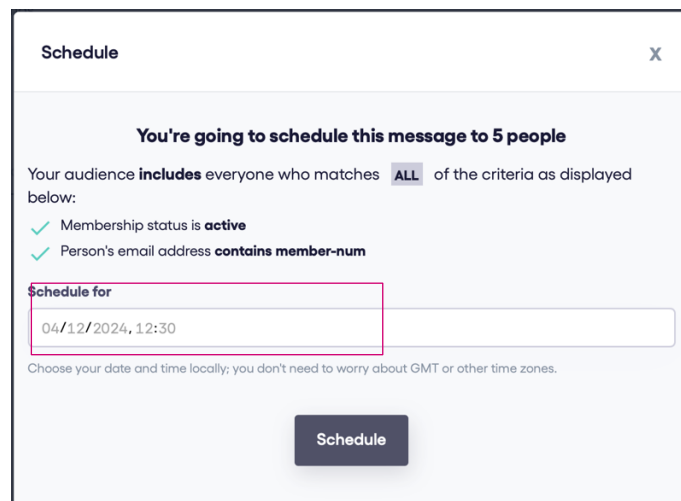 Schedule
X
You're going to schedule this message to 5 people
Your audience includes everyone who matches ALL of the criteria as displayed
below:
Membership status is active
Person's email address contains member-num
Schedule for
04/12/2024, 12:30
Choose your date and time locally; you don't need to worry about GMT or other time zones.
Schedule